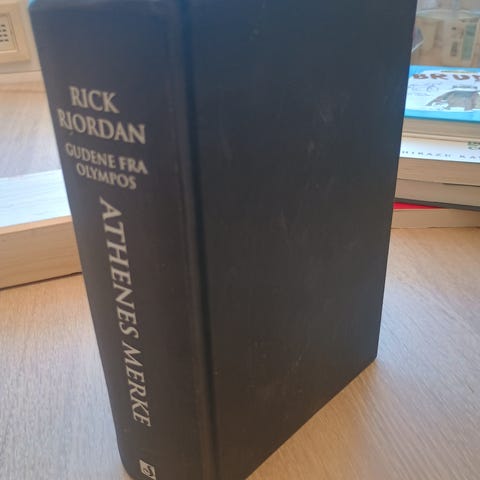 RICK
RIORDAN
GUDENE FRA
OLYMPOS
ATHENES MERKE